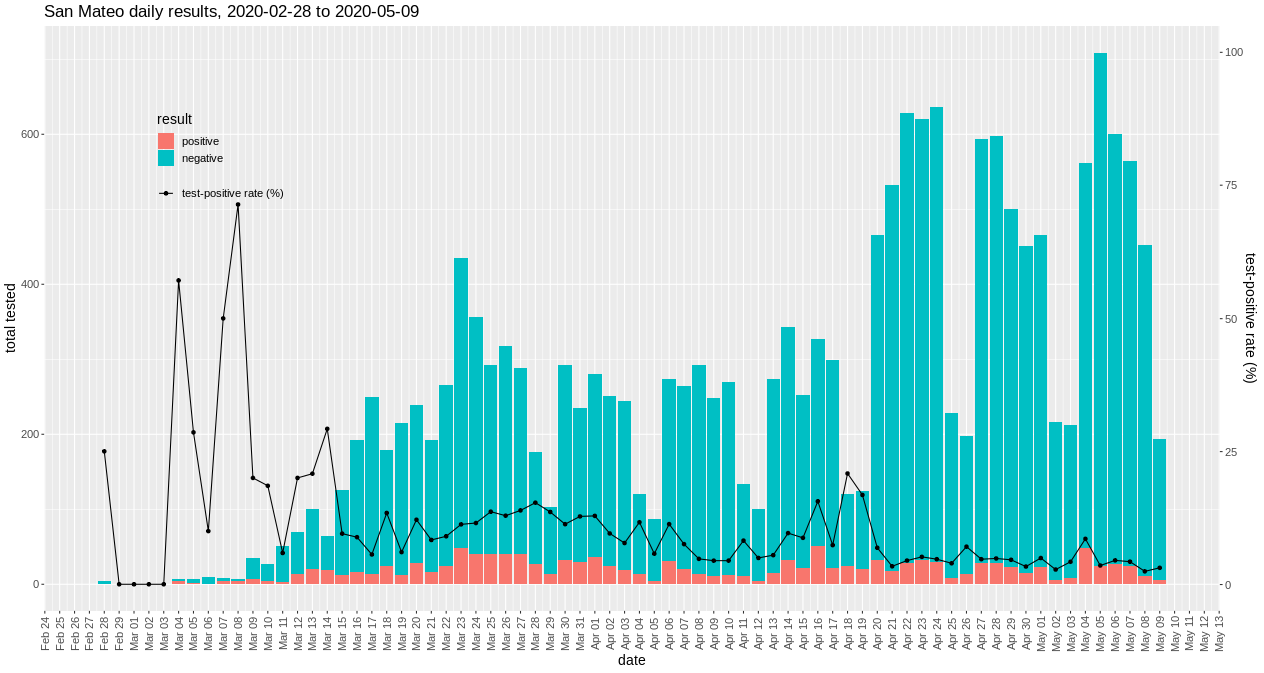 San Mateo daily results, 2020-02-28 to 2020-05-09
result
positive
negative
test-positive rate (%)
total tested
600
400
200
0
100
75
50
25
0
test-positive rate (%)
Feb 24
Feb 25
Feb 26
Feb 27
Feb 28
Feb 29
Mar 01
Mar 02
Mar 03
Mar 04
Mar 05
Mar 06
Mar 07
Mar 08
Mar 09
Mar 10
Mar 11
Mar 12
Mar 13
Mar 14
Mar 15
Mar 16
Mar 17
Mar 18
Mar 19
Mar 20
Mar 21
Mar 22
Mar 23
Mar 24
Mar 25
Mar 26
Mar 27
Mar 28
Mar 29
Mar 30
Mar 31
Apr 01
Apr 02
Apr 03
Apr 04
Apr 05
Apr 06
Apr 07
Apr 08
Apr 09
Apr 10
Apr 11
Apr 12
Apr 13
Apr 14
Apr 15
Apr 16
Apr 17
Apr 18
Apr 19
Apr 20
Apr 21
Apr 22
Apr 23
Apr 24
Apr 25
Apr 26
Apr 27
Apr 28
Apr 29
Apr 30
May 01
May 02
May 03
May 04
May 05
May 06
May 07
May 08
May 09
May 10
May 11
May 12
May 13
date